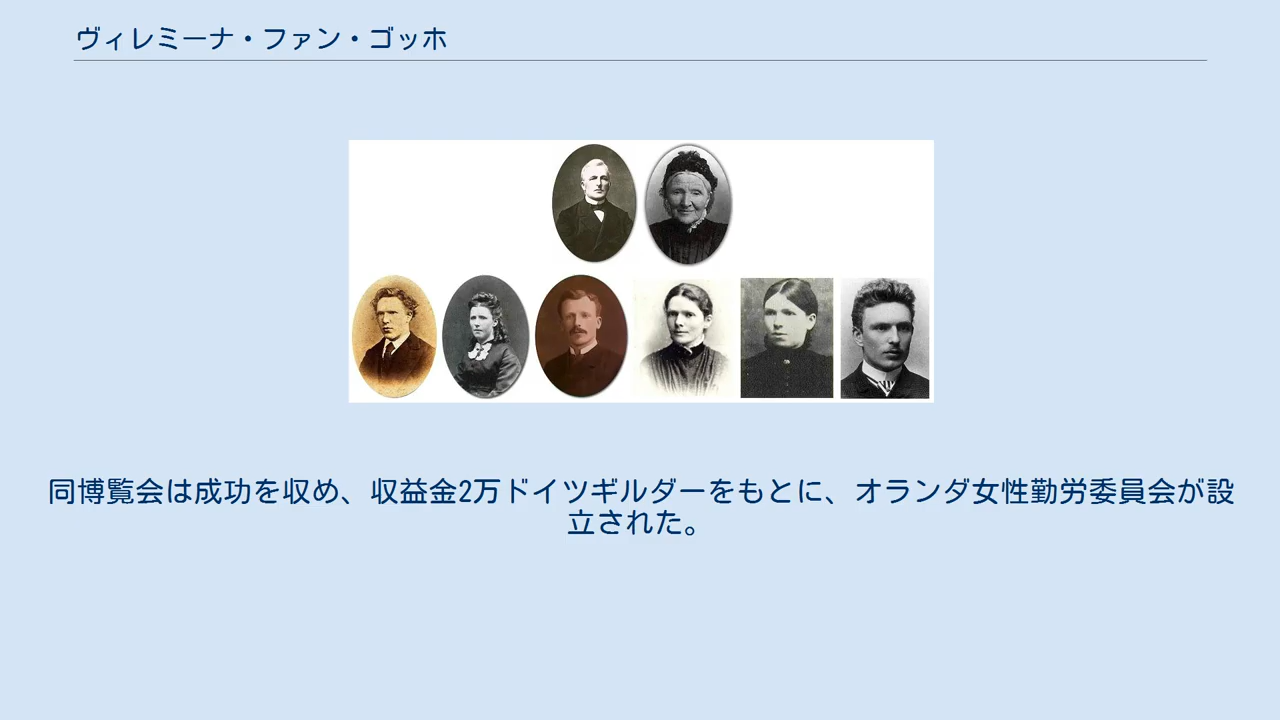 ヴィレミーナ・ファン・ゴッホ
同博覧会は成功を収め、収益金2万ドイツギルダーをもとに、オランダ女性勤労委員会が設
立された。